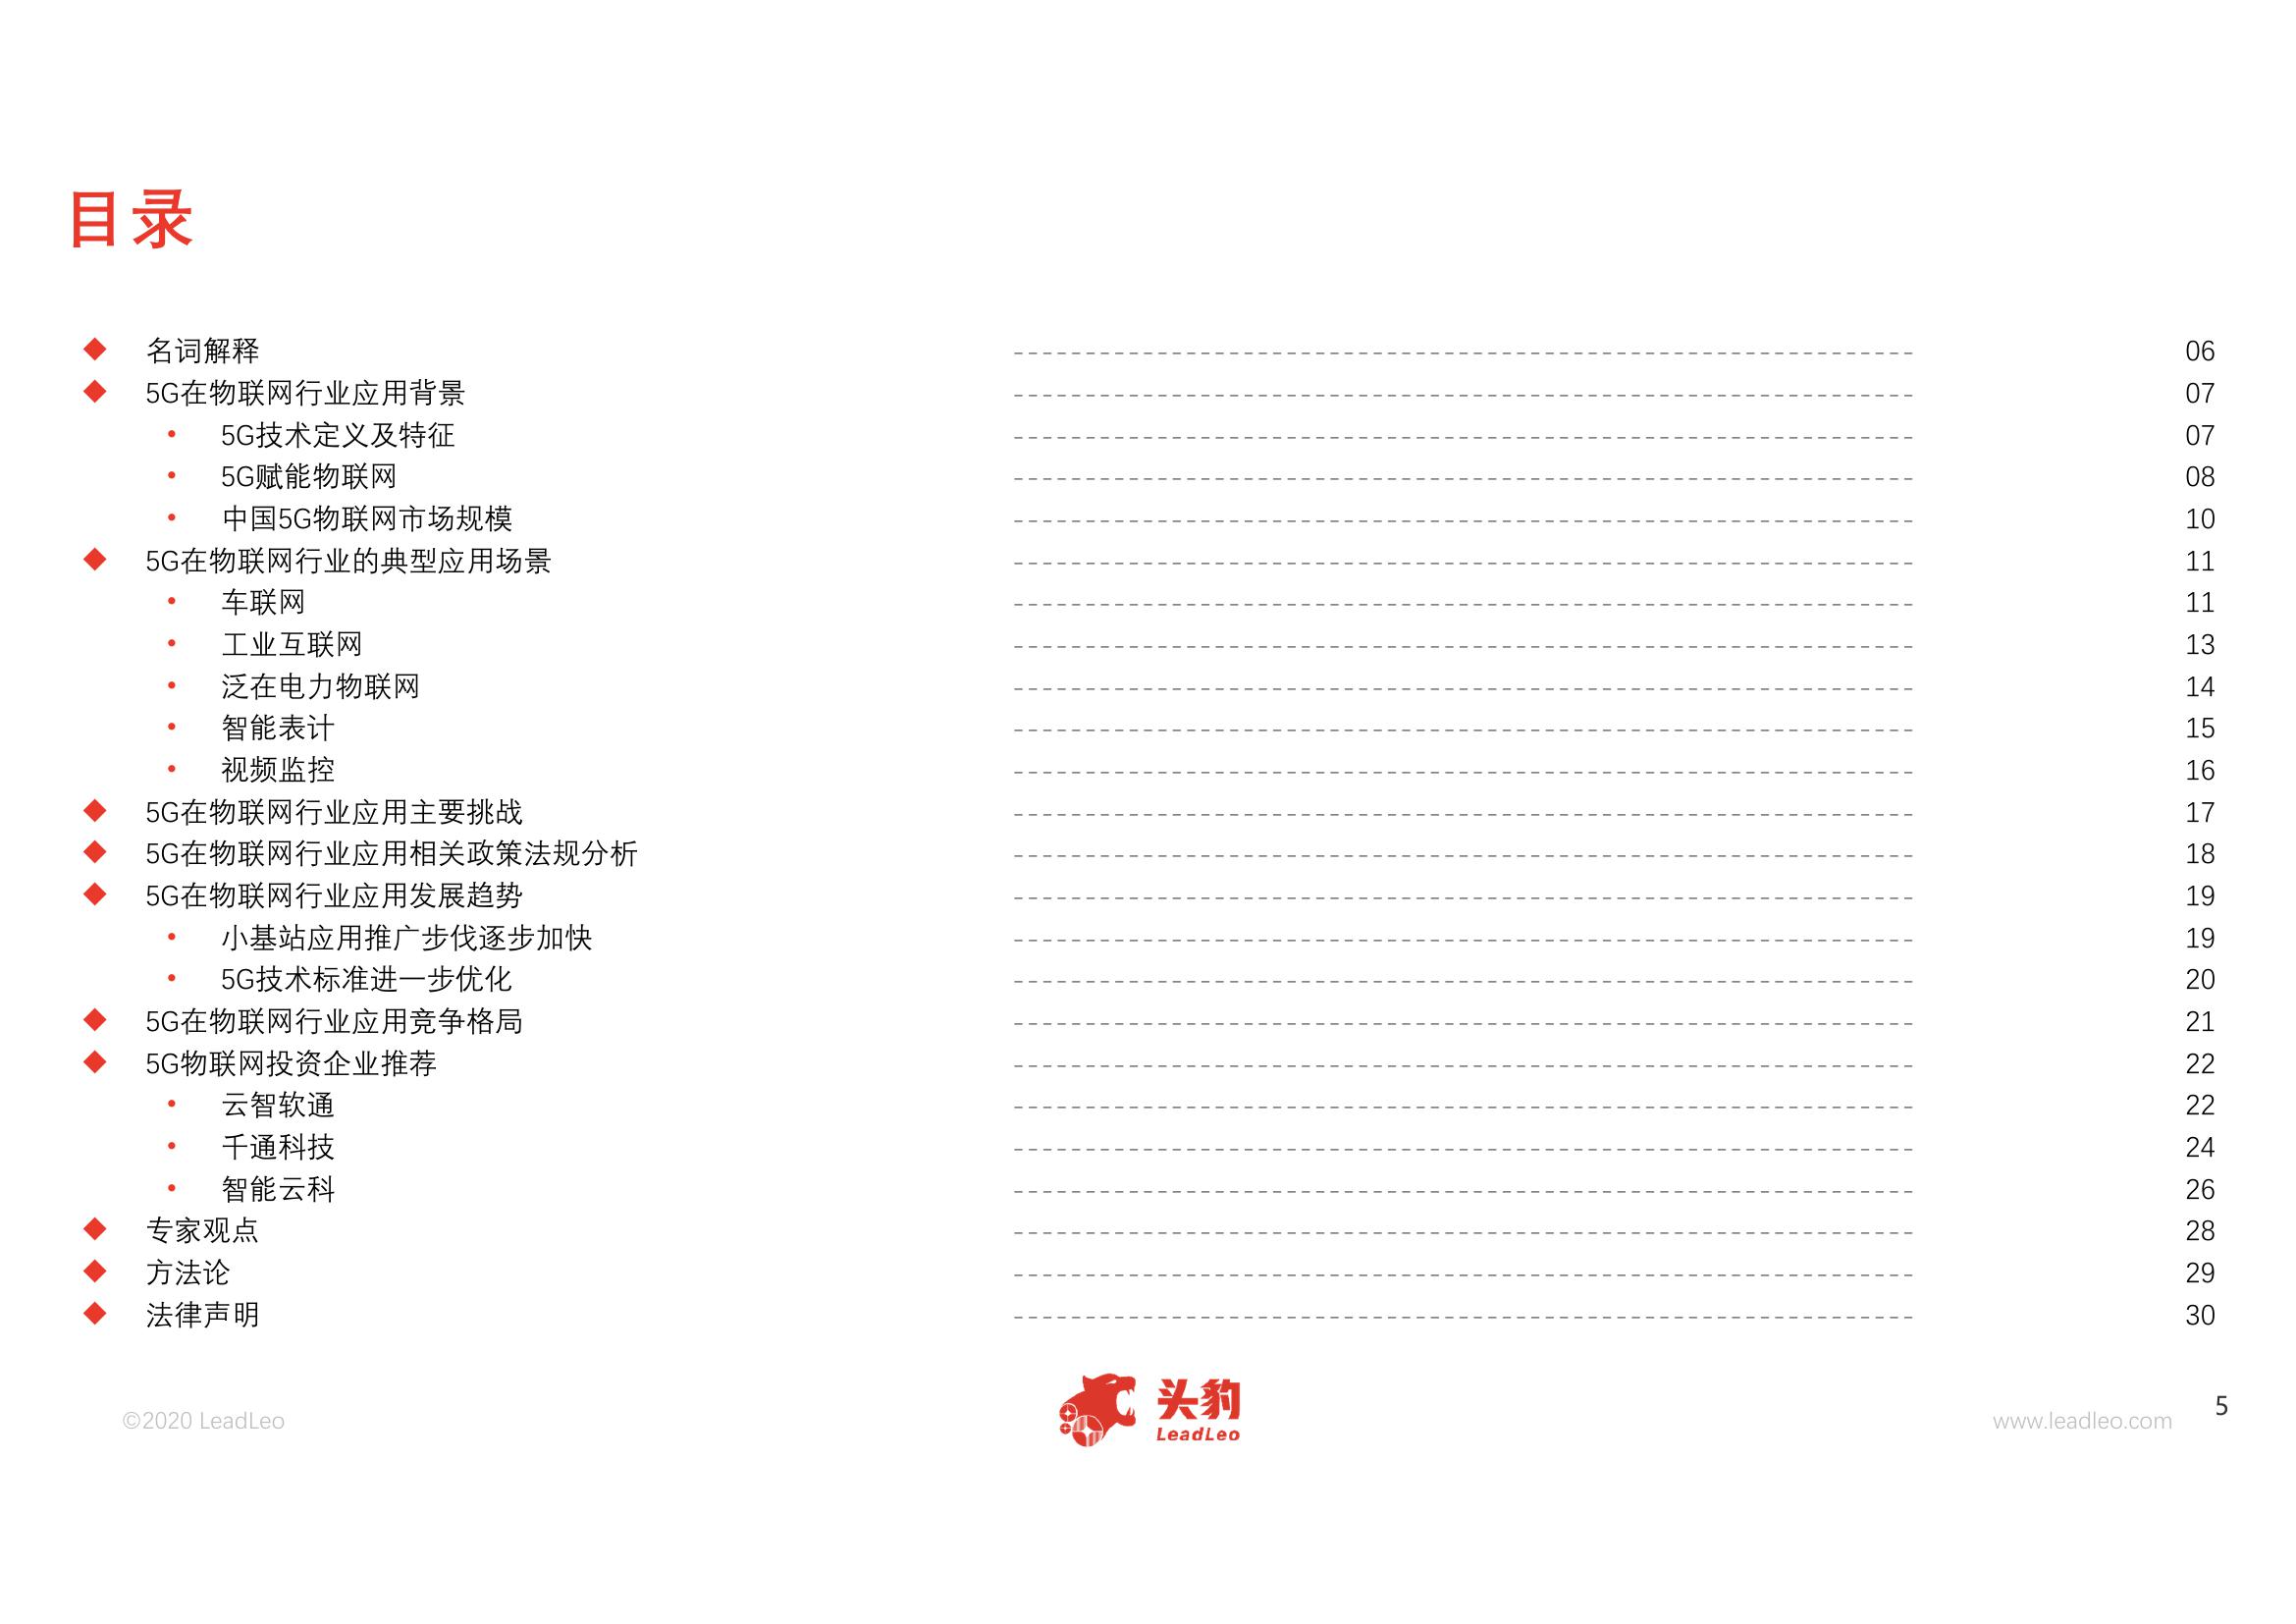 目录
名词解释 06
5G在物联网行业应用背景 07
5G技术定义及特征 07
5G赋能物联网 08
中国5G物联网市场规模 10
5G在物联网行业的典型应用场景 11
车联网 11
工业互联网 13
泛在电力物联网 14
智能表计 15
视频监控 16
5G在物联网行业应用主要挑战 17
5G在物联网行业应用相关政策法规分析 18
5G在物联网行业应用发展趋势 19
小基站应用推广步伐逐步加快 19
5G技术标准进一步优化 20
5G在物联网行业应用竞争格局 21
5G物联网投资企业推荐 22
云智软通 22
千通科技 24
智能云科 26
专家观点 28
方法论 29
法律声明 30
©2020 LeadLeo
头豹
LeadLeo
www.leadleo.com
5